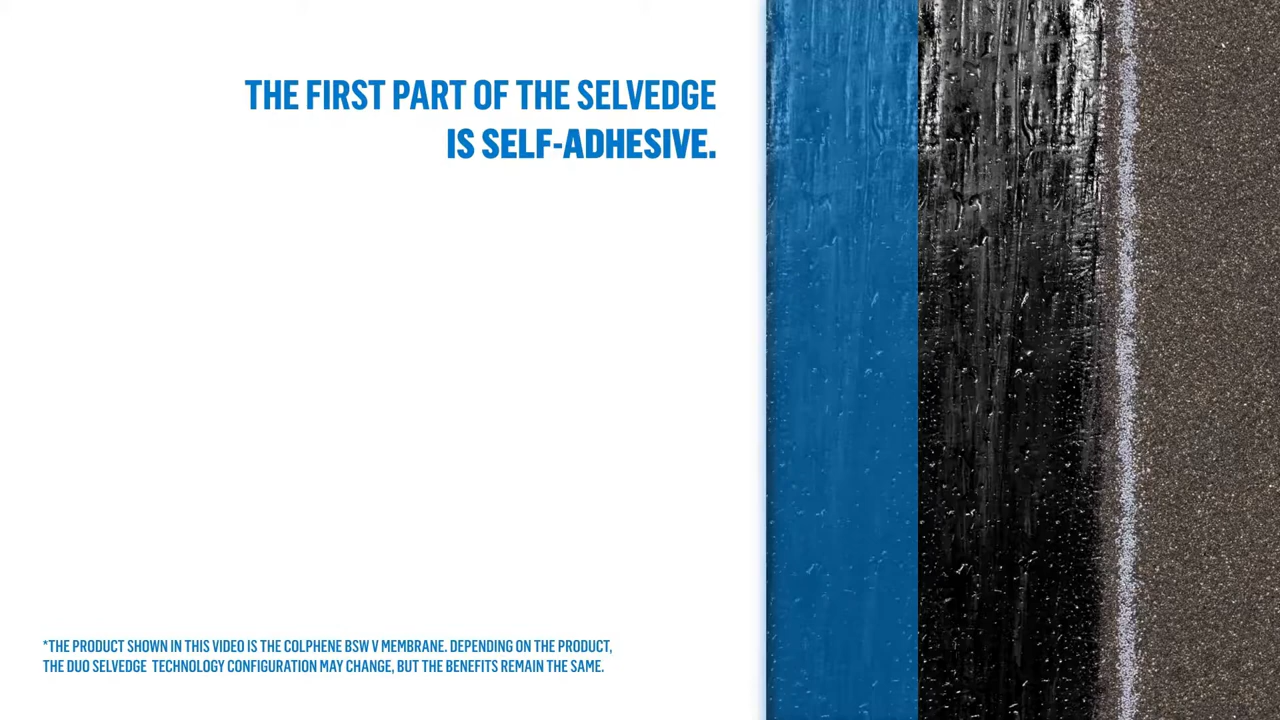 THE FIRST PART OF THE SELVEDGE
IS SELF-ADHESIVE.
*THE PRODUCT SHOWN IN THIS VIDEO IS THE COLPHENE BSW V MEMBRANE. DEPENDING ON THE PRODUCT,
THE DUO SELVEDGE TECHNOLOGY CONFIGURATION MAY CHANGE, BUT THE BENEFITS REMAIN THE SAME.